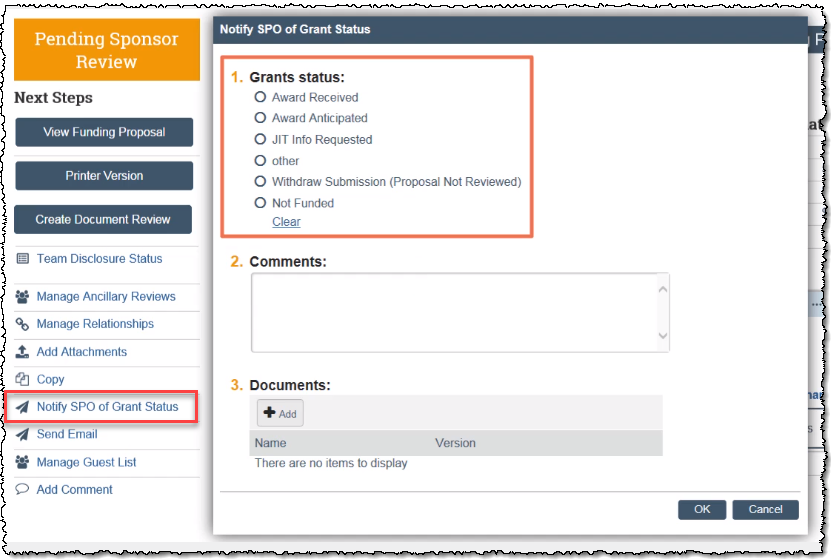 Pending Sponsor
Review
Next Steps
View Funding Proposal
Printer Version
Create Document Review
Team Disclosure Status
Manage Ancillary Reviews
Manage Relationships
Add Attachments
Copy
Notify SPO of Grant Status
Send Email
Manage Guest List
Add Comment
Notify SPO of Grant Status
1. Grants status:
Award Received
Award Anticipated
JIT Info Requested
other
Withdraw Submission (Proposal Not Reviewed)
Not Funded
Clear
2. Comments:
3. Documents:
Add
Name Version
There are no items to display
OK Cancel